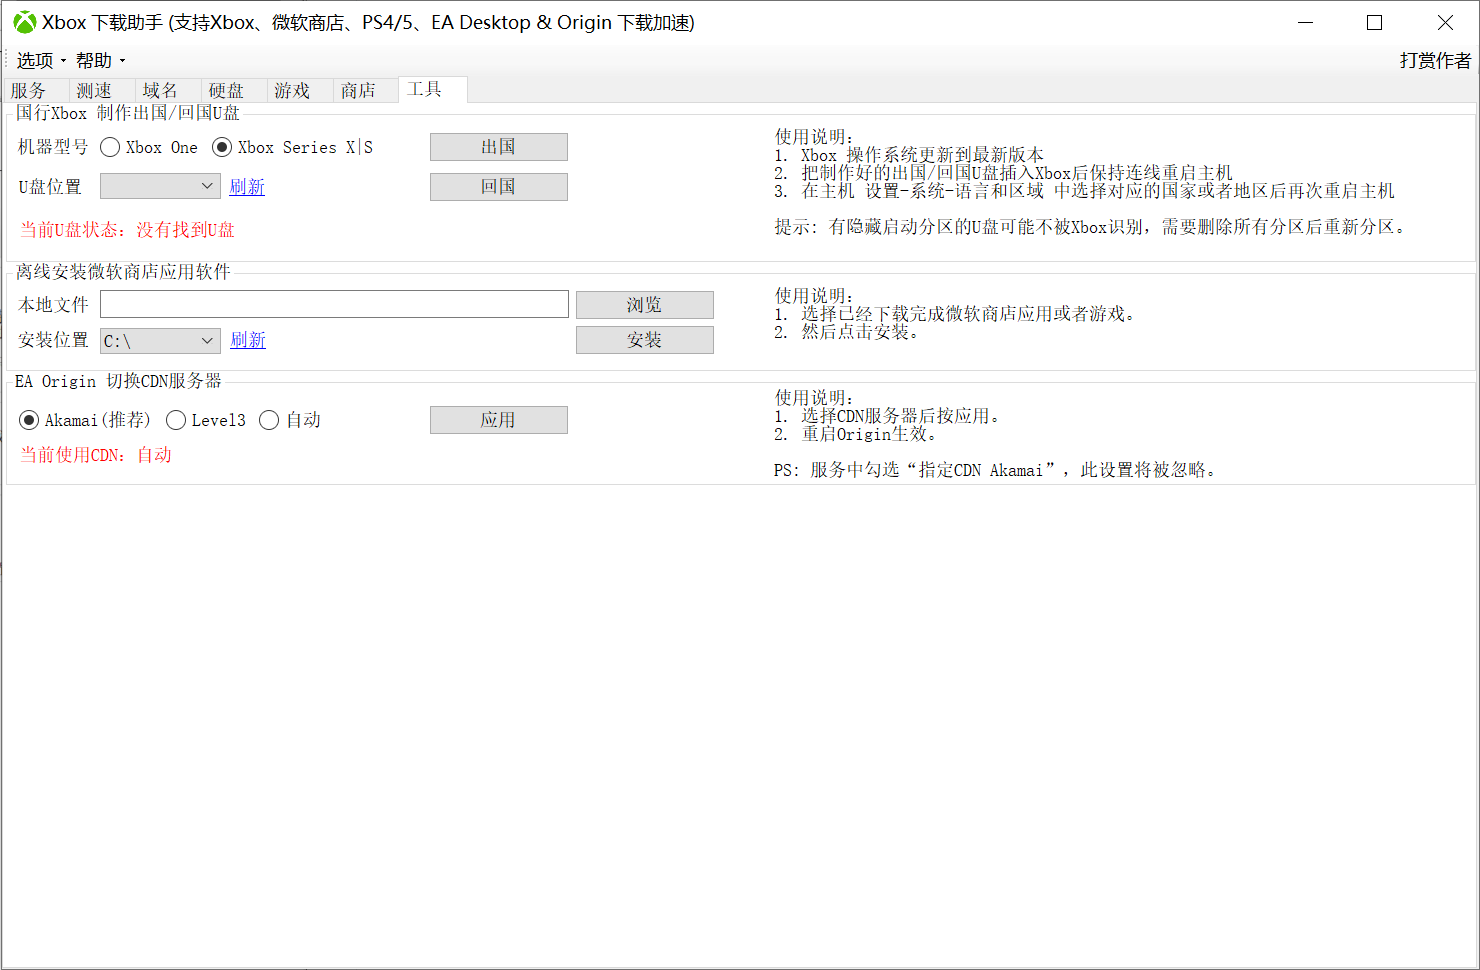 Xbox 下载助手 (支持Xbox、微软商店、PS4/5、EA Desktop & Origin 下载加速)
选项 帮助 打赏作者
服务 测速 域名 硬盘 游戏 商店 工具
国行Xbox 制作出国/回国U盘
机器型号 Xbox One Xbox Series X|S 出国
U盘位置 刷新 回国
当前U盘状态：没有找到U盘
使用说明：
1. Xbox 操作系统更新到最新版本
2. 把制作好的出国/回国U盘插入Xbox后保持连线重启主机
3. 在主机 设置-系统-语言和区域 中选择对应的国家或者地区后再次重启主机
提示: 有隐藏启动分区的U盘可能不被Xbox识别，需要删除所有分区后重新分区。
离线安装微软商店应用软件
本地文件 浏览
安装位置 C:\ 刷新 安装
使用说明：
1. 选择已经下载完成微软商店应用或者游戏。
2. 然后点击安装。
EA Origin 切换CDN服务器
Akamai(推荐) Level3 自动 应用
当前使用CDN：自动
使用说明：
1. 选择CDN服务器后按应用。
2. 重启Origin生效。
PS: 服务中勾选“指定CDN Akamai”，此设置将被忽略。